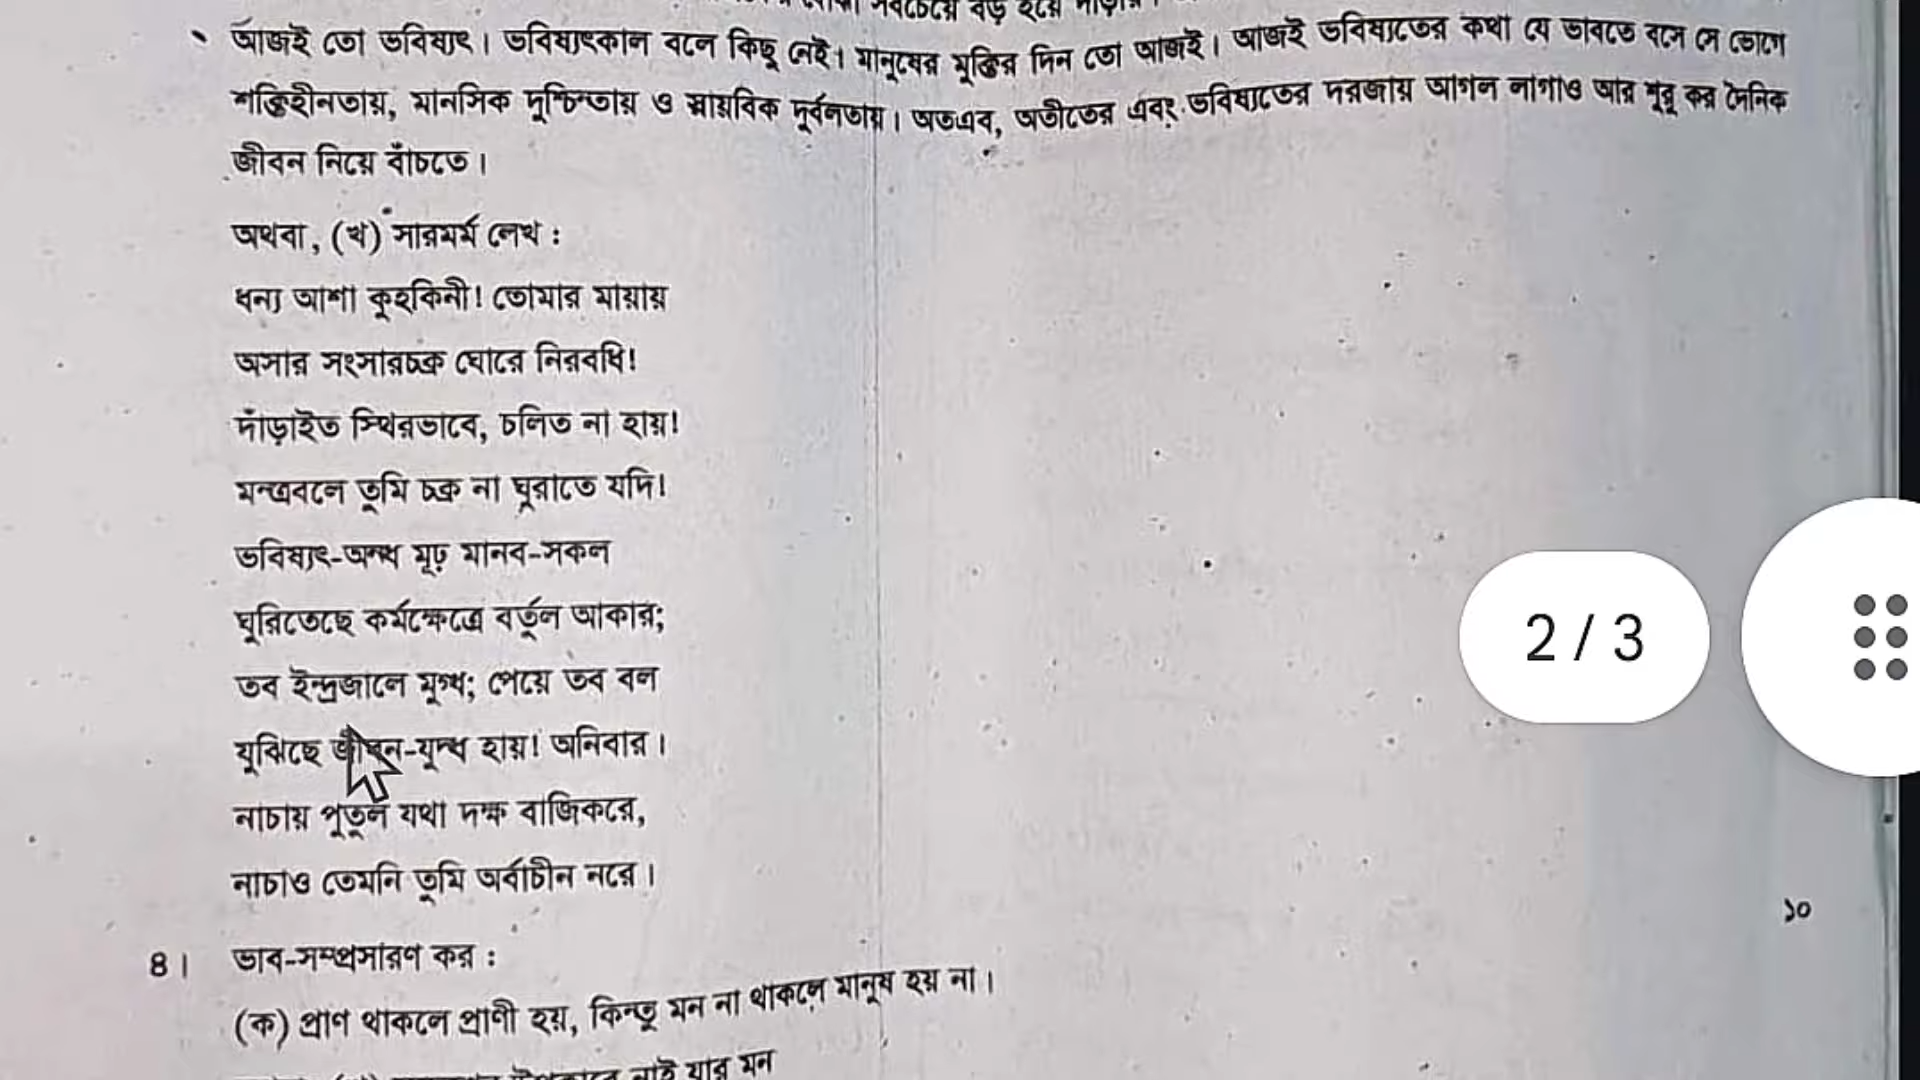 সবচেয়ে বড় হয়ে
আজই তো ভবিষ্যৎ। ভবিষ্যৎকাল বলে কিছু নেই। মানুষের মুক্তির দিন তো আজই। আজই ভবিষ্যতের কথা যে ভাবতে বসে সে ভোগে
শক্তিহীনতায়, মানসিক দুশ্চিন্তায় ও স্নায়বিক দুর্বলতায়। অতএব, অতীতের এবং ভবিষ্যতের দরজায় আগল লাগাও আর শুরু কর দৈনিক
জীবন নিয়ে বাঁচতে।
অথবা, (খ) সারমর্ম লেখ :
ধন্য আশা কুহকিনী! তোমার মায়ায়
অসার সংসারচক্র ঘোরে নিরবধি!
দাঁড়াইত স্থিরভাবে, চলিত না হায়!
মন্ত্রবলে তুমি চক্র না ঘুরাতে যদি!
ভবিষ্যৎ-অন্ধ মূঢ় মানব-সকল
ঘুরিতেছে কর্মক্ষেত্রে বর্তুল আকার;
তব ইন্দ্রজালে মুগ্ধ; পেয়ে তব বল
যুঝিছে জীবন-যুদ্ধ হায়! অনিবার।
নাচায় পুতুল যথা দক্ষ বাজিকরে,
নাচাও তেমনি তুমি অর্বাচীন নরে।
১০
2 / 3
৪। ভাব-সম্প্রসারণ কর :
(ক) প্রাণ থাকলে প্রাণী হয়, কিন্তু মন না থাকলে মানুষ হয় না।
নাই যার মন